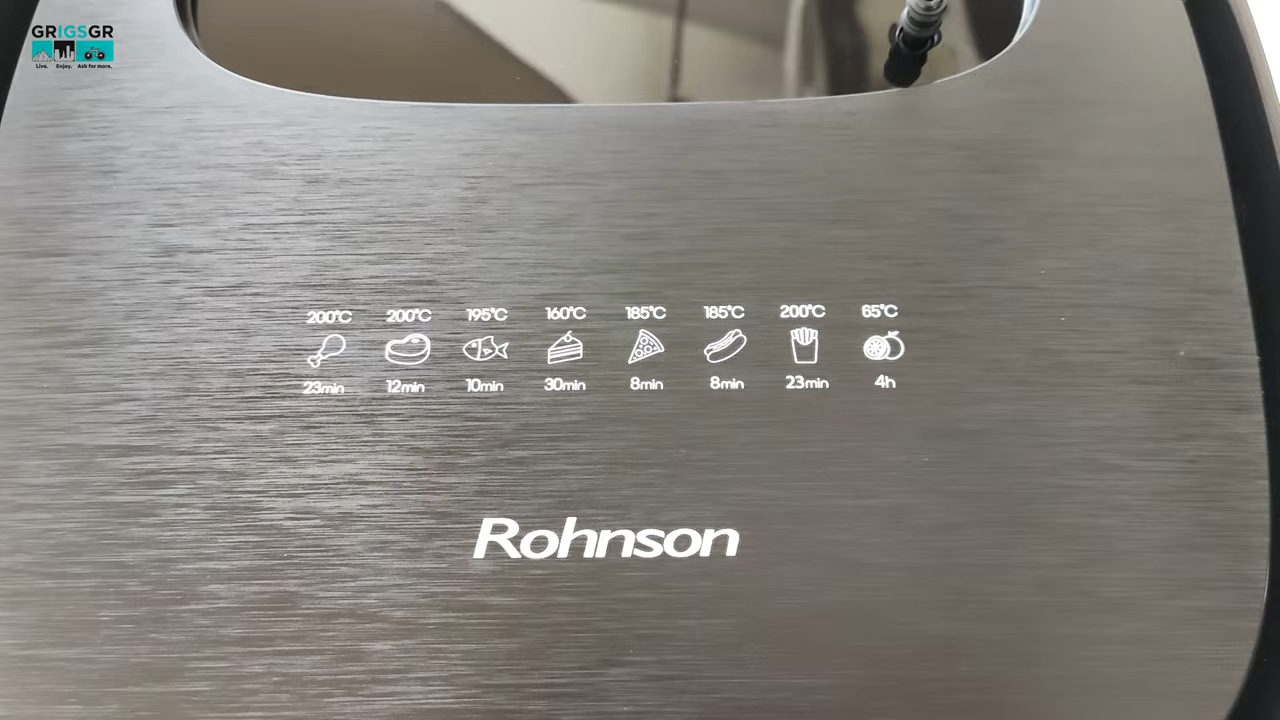 GRIGSGR
Live. Enjoy. Ask for more.
200°C 200°C 195°C 160°C 185°C 185°C 200°C 65°C
23min 12min 10min 30min 8min 8min 23min 4h
Rohnson